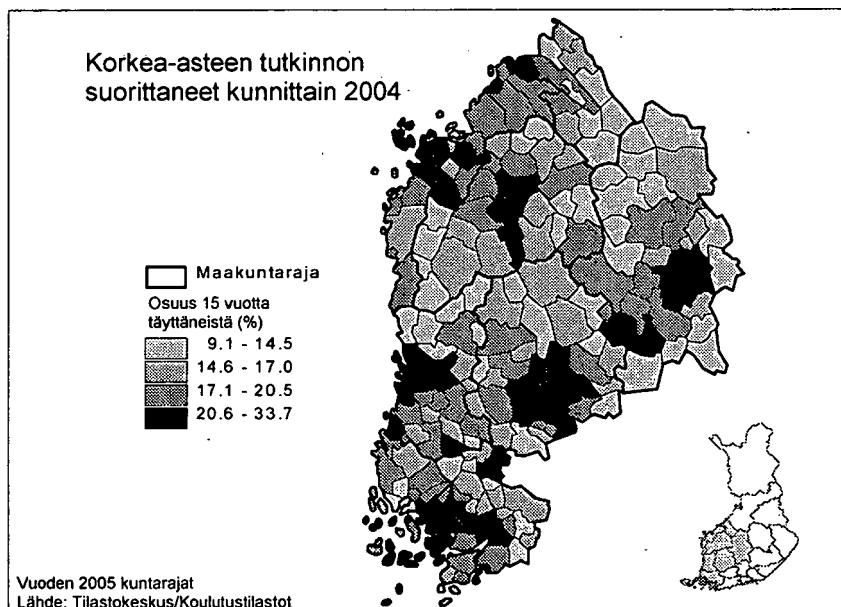 Korkea-asteen tutkinnon
suorittaneet kunnittain 2004
Maakuntaraja
Osuus 15 vuotta
täyttäneistä (%)
9.1 - 14.5
14.6 - 17.0
17.1 - 20.5
20.6 - 33.7
Vuoden 2005 kuntarajat
Lähde: Tilastokeskus/Koulutustilastot